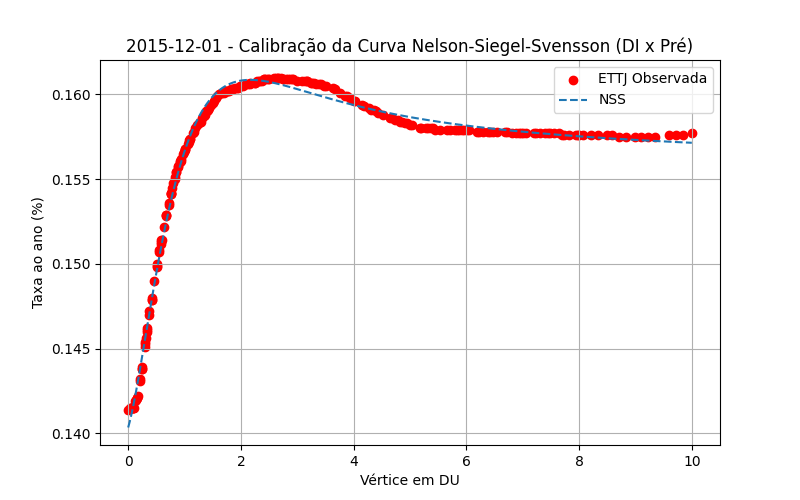 2015-12-01 - Calibração da Curva Nelson-Siegel-Svensson (DI x Pré)
ETTJ Observada
NSS
Taxa ao ano (%)
0.160
0.155
0.150
0.145
0.140
0 2 4 6 8 10
Vértice em DU